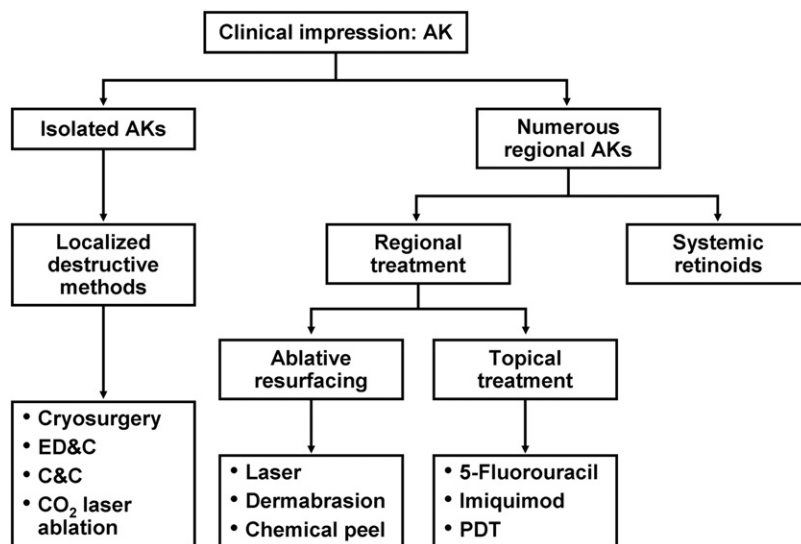 Clinical impression: AK
Isolated AKs
Numerous
regional AKs
Localized
destructive
methods
Regional
treatment
Systemic
retinoids
Ablative
resurfacing
Topical
treatment
• Cryosurgery
• ED&C
• C&C
• CO₂ laser
ablation
• Laser
• Dermabrasion
• Chemical peel
• 5-Fluorouracil
• Imiquimod
• PDT